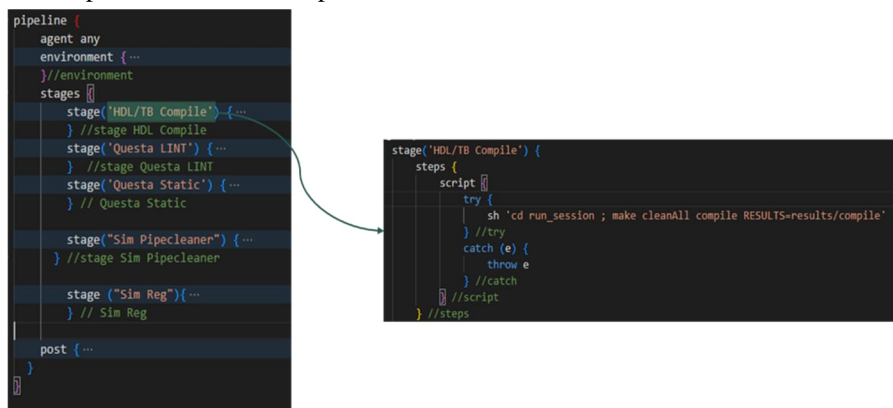 pipeline {
agent any
environment { ...
}//environment
stages {
stage('HDL/TB Compile') { ...
} //stage HDL Compile
stage('Questa LINT') { ...
}  //stage Questa LINT
stage('Questa Static') { ...
} // Questa Static
stage("Sim Pipecleaner") { ...
} //stage Sim Pipecleaner
stage ("Sim Reg"){ ...
} // Sim Reg
post { ...
}
}
stage('HDL/TB Compile') {
steps {
script {
try {
sh 'cd run_session ; make cleanAll compile RESULTS=results/compile'
} //try
catch (e) {
throw e
} //catch
} //script
} //steps